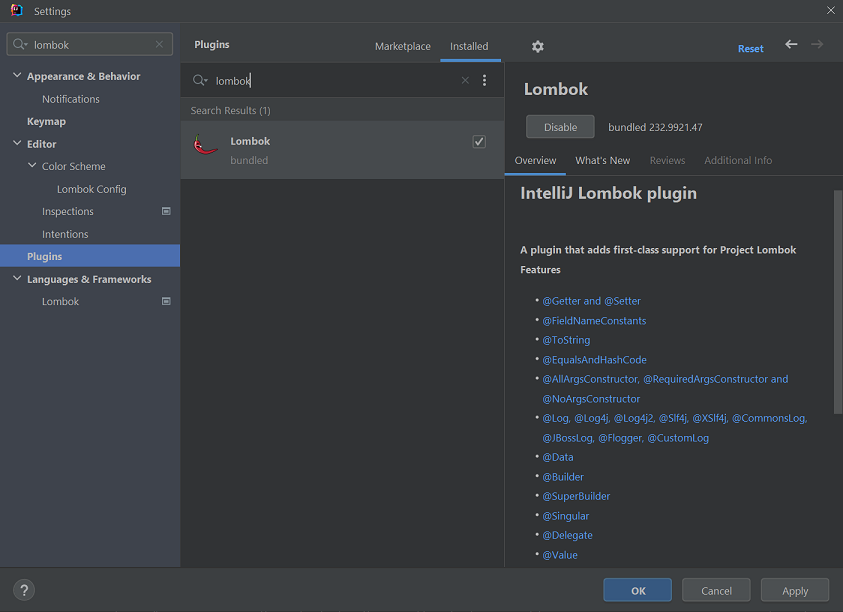 Settings
lombok
Appearance & Behavior
Notifications
Keymap
Editor
Color Scheme
Lombok Config
Inspections
Intentions
Plugins
Languages & Frameworks
Lombok
Plugins
Marketplace
Installed
Reset
lombok
Search Results (1)
Lombok
bundled
Lombok
Disable
bundled 232.9921.47
Overview
What's New
Reviews
Additional Info
IntelliJ Lombok plugin
A plugin that adds first-class support for Project Lombok
Features
• @Getter and @Setter
• @FieldNameConstants
• @ToString
• @EqualsAndHashCode
• @AllArgsConstructor, @RequiredArgsConstructor and
@NoArgsConstructor
• @Log, @Log4j, @Log4j2, @Slf4j, @XSlf4j, @CommonsLog,
@JBossLog, @Flogger, @CustomLog
• @Data
• @Builder
• @SuperBuilder
• @Singular
• @Delegate
• @Value
?
OK
Cancel
Apply